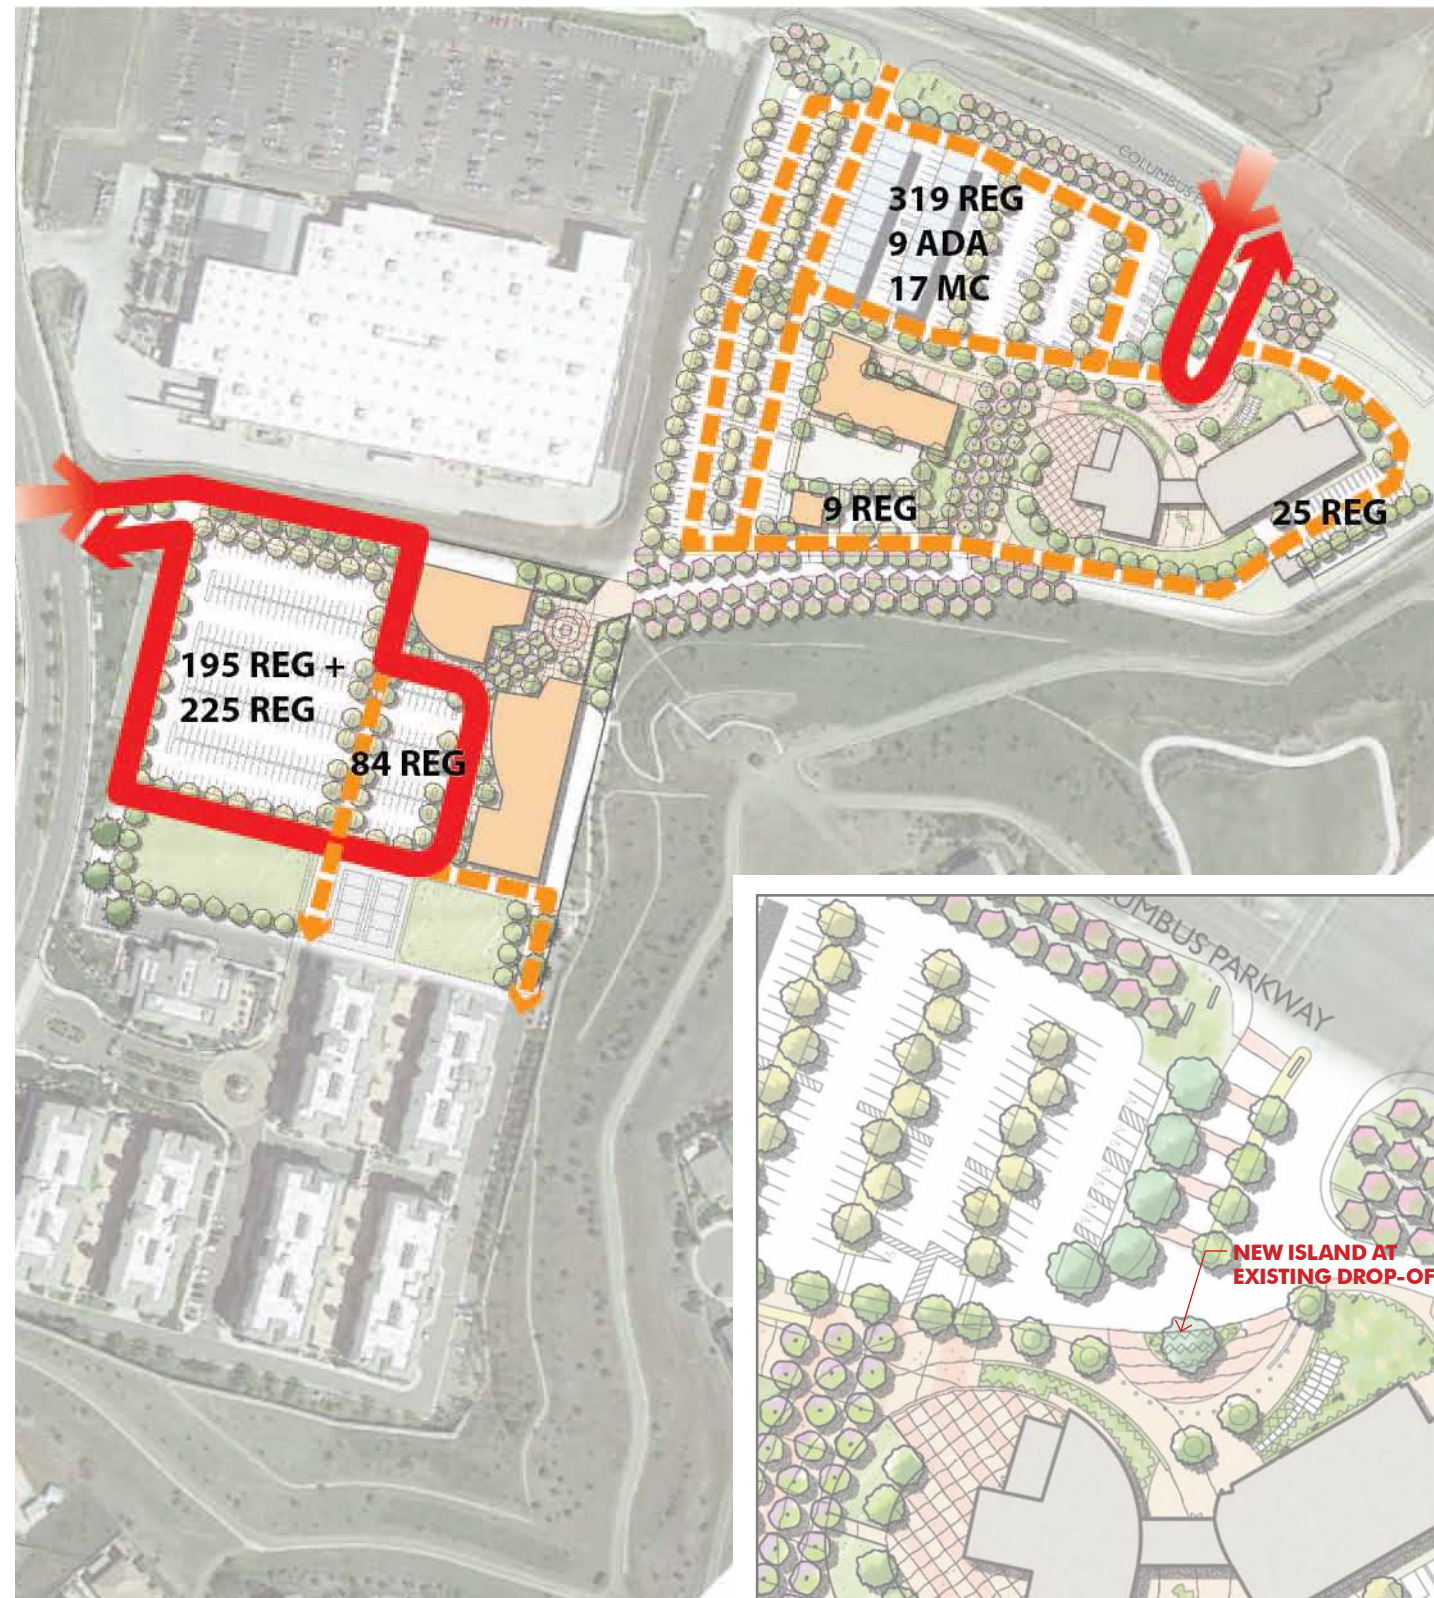 COLUMBUS
319 REG
9 ADA
17 MC
9 REG
25 REG
195 REG +
225 REG
84 REG
COLUMBUS PARKWAY
NEW ISLAND AT
EXISTING DROP-OF